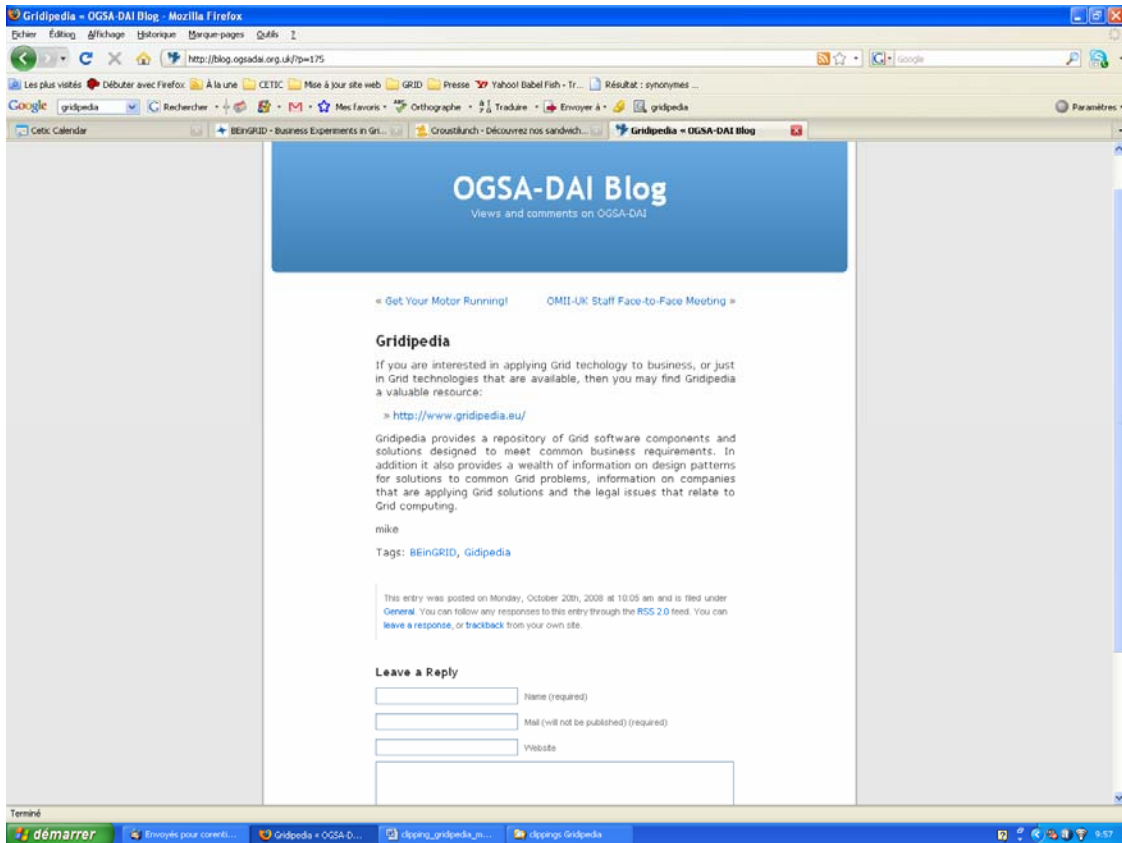 Gridipedia « OGSA-DAI Blog - Mozilla Firefox
Fichier Édition Affichage Historique Marque-pages Outils ?
http://blog.ogsadai.org.uk/?p=175 Google
Les plus visités Débuter avec Firefox À la une CETIC Mise à jour site web GRID Presse Yahoo! Babel Fish - Tr... Résultat : synonymes ...
Google gridipedia Rechercher Mes favoris Orthographe Traduire Envoyer à gridipedia Paramètres
Cetic Calendar BEinGRID - Business Experiments in Gri... Croustilunch - Découvrez nos sandwich... Gridipedia « OGSA-DAI Blog
OGSA-DAI Blog
Views and comments on OGSA-DAI
« Get Your Motor Running! OMII-UK Staff Face-to-Face Meeting »
Gridipedia
If you are interested in applying Grid techology to business, or just
in Grid technologies that are available, then you may find Gridipedia
a valuable resource:
» http://www.gridipedia.eu/
Gridipedia provides a repository of Grid software components and
solutions designed to meet common business requirements. In
addition it also provides a wealth of information on design patterns
for solutions to common Grid problems, information on companies
that are applying Grid solutions and the legal issues that relate to
Grid computing.
mike
Tags: BEinGRID, Gidipedia
This entry was posted on Monday, October 20th, 2008 at 10:05 am and is filed under
General. You can follow any responses to this entry through the RSS 2.0 feed. You can
leave a response, or trackback from your own site.
Leave a Reply
Name (required)
Mail (will not be published) (required)
Website
Terminé
démarrer Envoyés pour corenti... Gridipedia « OGSA-D... clipping_gridipedia_m... clippings Gridipedia 9:57